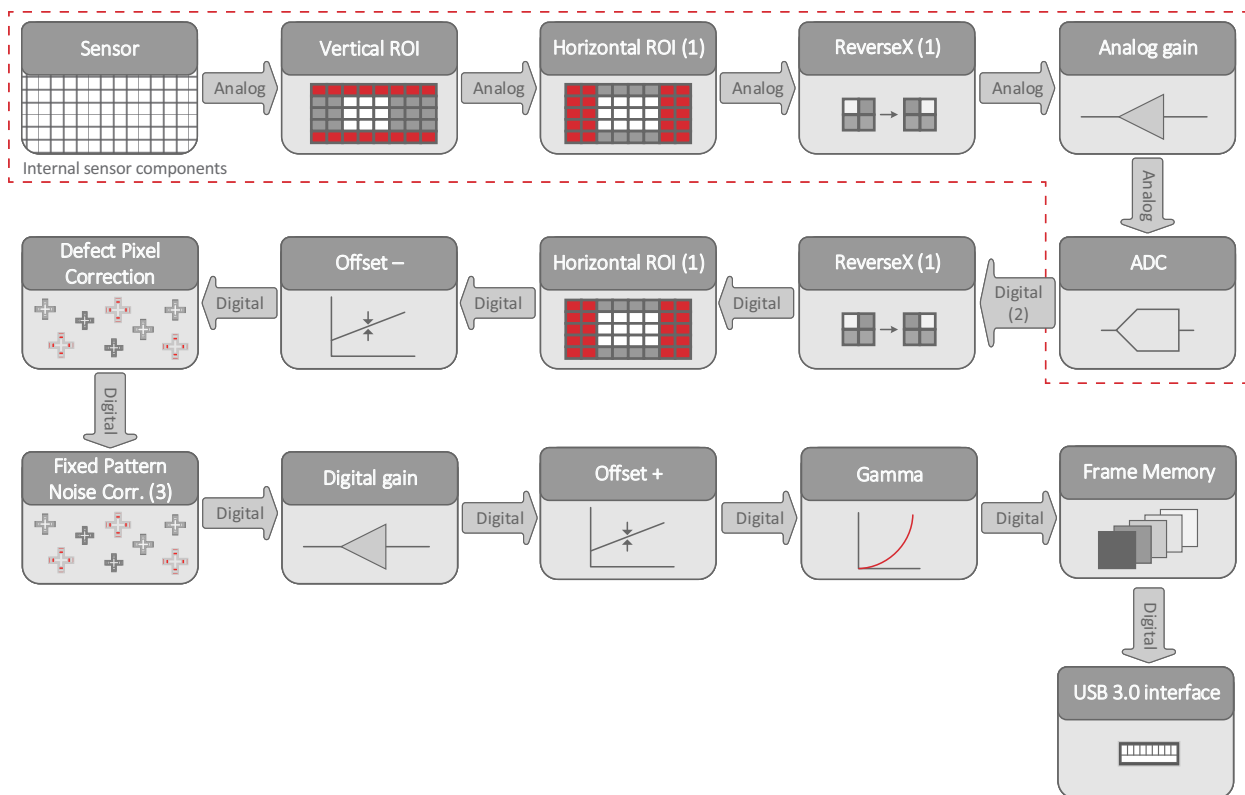 Sensor
Analog
Vertical ROI
Analog
Horizontal ROI (1)
Analog
ReverseX (1)
Analog
Analog gain
Internal sensor components
Analog
ADC
Digital
(2)
ReverseX (1)
Digital
Horizontal ROI (1)
Digital
Offset –
Digital
Defect Pixel
Correction
Digital
Fixed Pattern
Noise Corr. (3)
Digital
Digital gain
Digital
Offset +
Digital
Gamma
Digital
Frame Memory
Digital
USB 3.0 interface